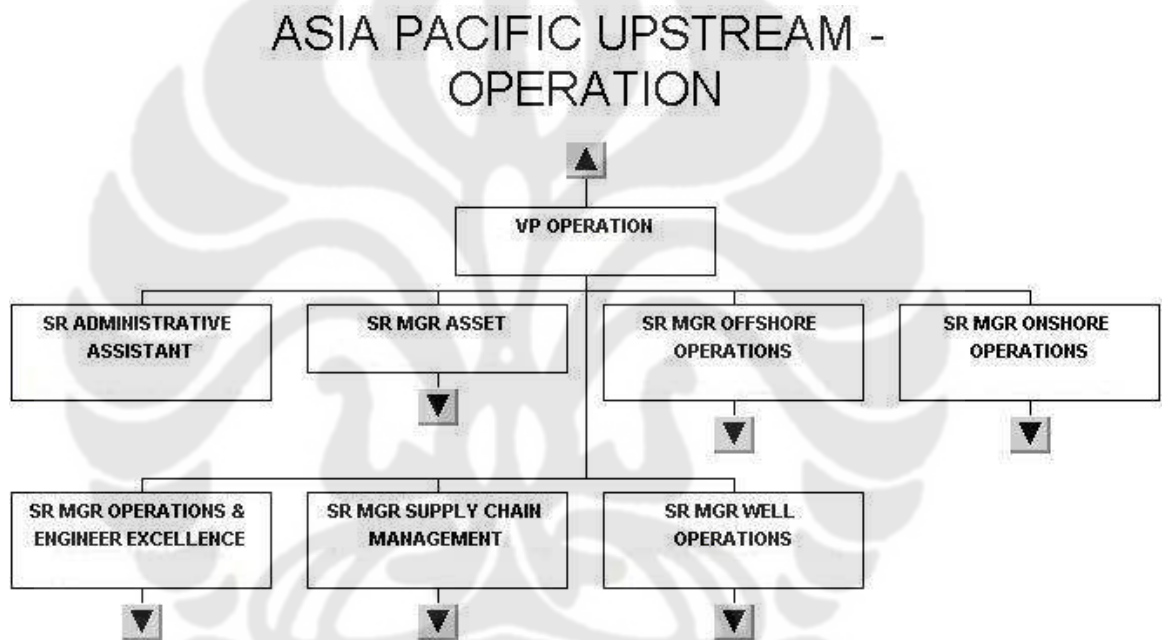 ASIA PACIFIC UPSTREAM -
OPERATION
VP OPERATION
SR ADMINISTRATIVE
ASSISTANT
SR MGR ASSET
SR MGR OFFSHORE
OPERATIONS
SR MGR ONSHORE
OPERATIONS
SR MGR OPERATIONS &
ENGINEER EXCELLENCE
SR MGR SUPPLY CHAIN
MANAGEMENT
SR MGR WELL
OPERATIONS